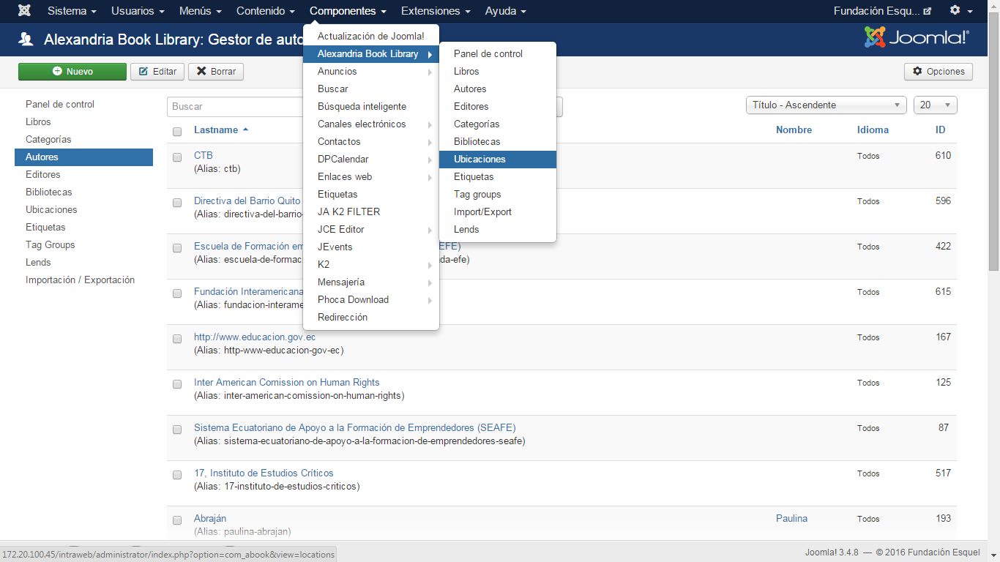 Sistema Usuarios Menús Contenido Componentes Extensiones Ayuda Fundación Esqu...
Alexandria Book Library: Gestor de auto
Joomla!®
Nuevo Editar Borrar Opciones
Actualización de Joomla!
Alexandria Book Library
Anuncios
Buscar
Búsqueda inteligente
Canales electrónicos
Contactos
DPCalendar
Enlaces web
Etiquetas
JA K2 FILTER
JCE Editor
JEvents
K2
Mensajería
Phoca Download
Redirección
Panel de control
Libros
Autores
Editores
Categorías
Bibliotecas
Ubicaciones
Etiquetas
Tag groups
Import/Export
Lends
Panel de control
Libros
Categorías
Autores
Editores
Bibliotecas
Ubicaciones
Etiquetas
Tag Groups
Lends
Importación / Exportación
Buscar Título - Ascendente 20
Lastname Nombre Idioma ID
CTB Todos 610
(Alias: ctb)
Directiva del Barrio Quito Todos 596
(Alias: directiva-del-barrio-
Escuela de Formación em EFE) Todos 422
(Alias: escuela-de-formac da-efe)
Fundación Interamericana Todos 615
(Alias: fundacion-interame
http://www.educacion.gov.ec Todos 167
(Alias: http-www-educacion-gov-ec)
Inter American Comission on Human Rights Todos 125
(Alias: inter-american-comission-on-human-rights)
Sistema Ecuatoriano de Apoyo a la Formación de Emprendedores (SEAFE) Todos 87
(Alias: sistema-ecuatoriano-de-apoyo-a-la-formacion-de-emprendedores-seafe)
17, Instituto de Estudios Críticos Todos 517
(Alias: 17-instituto-de-estudios-criticos)
Abraján Paulina Todos 193
(Alias: paulina-abrajan)
172.20.100.45/intraweb/administrator/index.php?option=com_abook&view=locations
Joomla! 3.4.8 — © 2016 Fundación Esquel